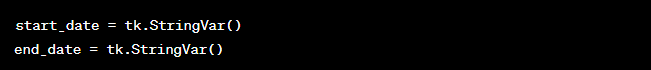 start_date = tk.StringVar()
end_date = tk.StringVar()